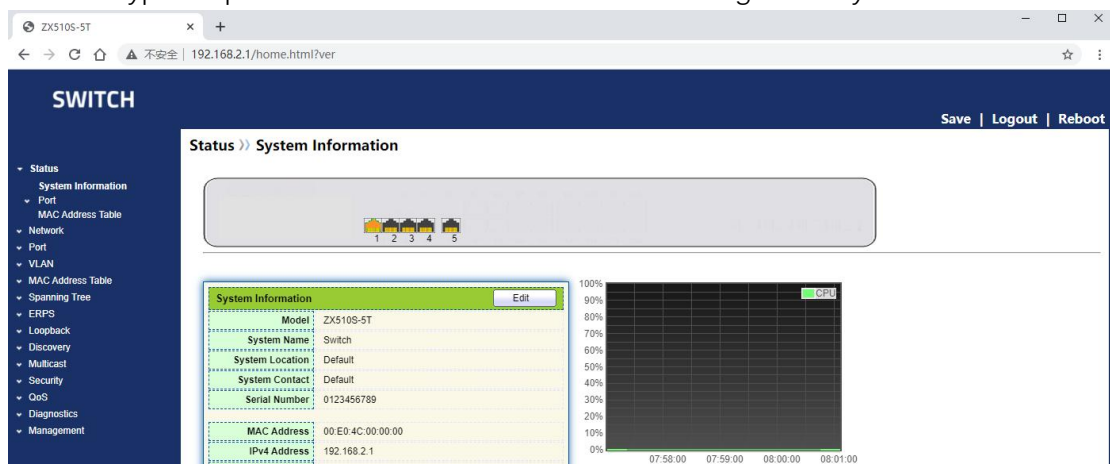 ZX510S-5T
不安全 | 192.168.2.1/home.html?ver
SWITCH
Save | Logout | Reboot
Status 》 System Information
Status
System Information
Port
MAC Address Table
Network
Port
VLAN
MAC Address Table
Spanning Tree
ERPS
Loopback
Discovery
Multicast
Security
QoS
Diagnostics
Management
1 2 3 4 5
System Information Edit
Model ZX510S-5T
System Name Switch
System Location Default
System Contact Default
Serial Number 0123456789
MAC Address 00:E0:4C:00:00:00
IPv4 Address 192.168.2.1
CPU
100%
90%
80%
70%
60%
50%
40%
30%
20%
10%
0%
07:58:00 07:59:00 08:00:00 08:01:00